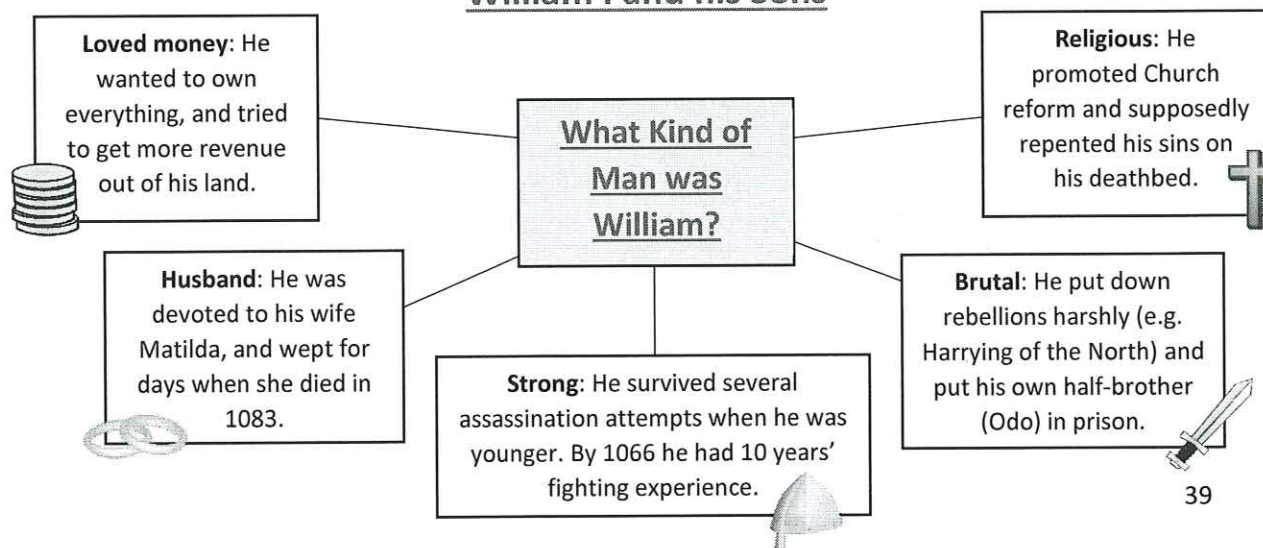 William I and his Sons
Loved money: He
wanted to own
everything, and tried
to get more revenue
out of his land.
What Kind of
Man was
William?
Religious: He
promoted Church
reform and supposedly
repented his sins on
his deathbed.
Husband: He was
devoted to his wife
Matilda, and wept for
days when she died in
1083.
Strong: He survived several
assassination attempts when he was
younger. By 1066 he had 10 years’
fighting experience.
Brutal: He put down
rebellions harshly (e.g.
Harrying of the North) and
put his own half-brother
(Odo) in prison.
39